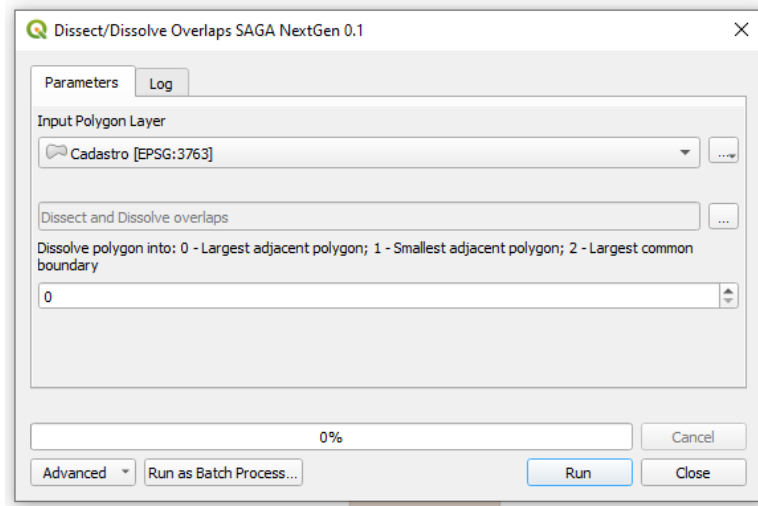 Dissect/Dissolve Overlaps SAGA NextGen 0.1
Parameters
Log
Input Polygon Layer
Cadastro [EPSG:3763]
...
Dissect and Dissolve overlaps
...
Dissolve polygon into: 0 - Largest adjacent polygon; 1 - Smallest adjacent polygon; 2 - Largest common
boundary
0
0%
Cancel
Advanced
Run as Batch Process...
Run
Close